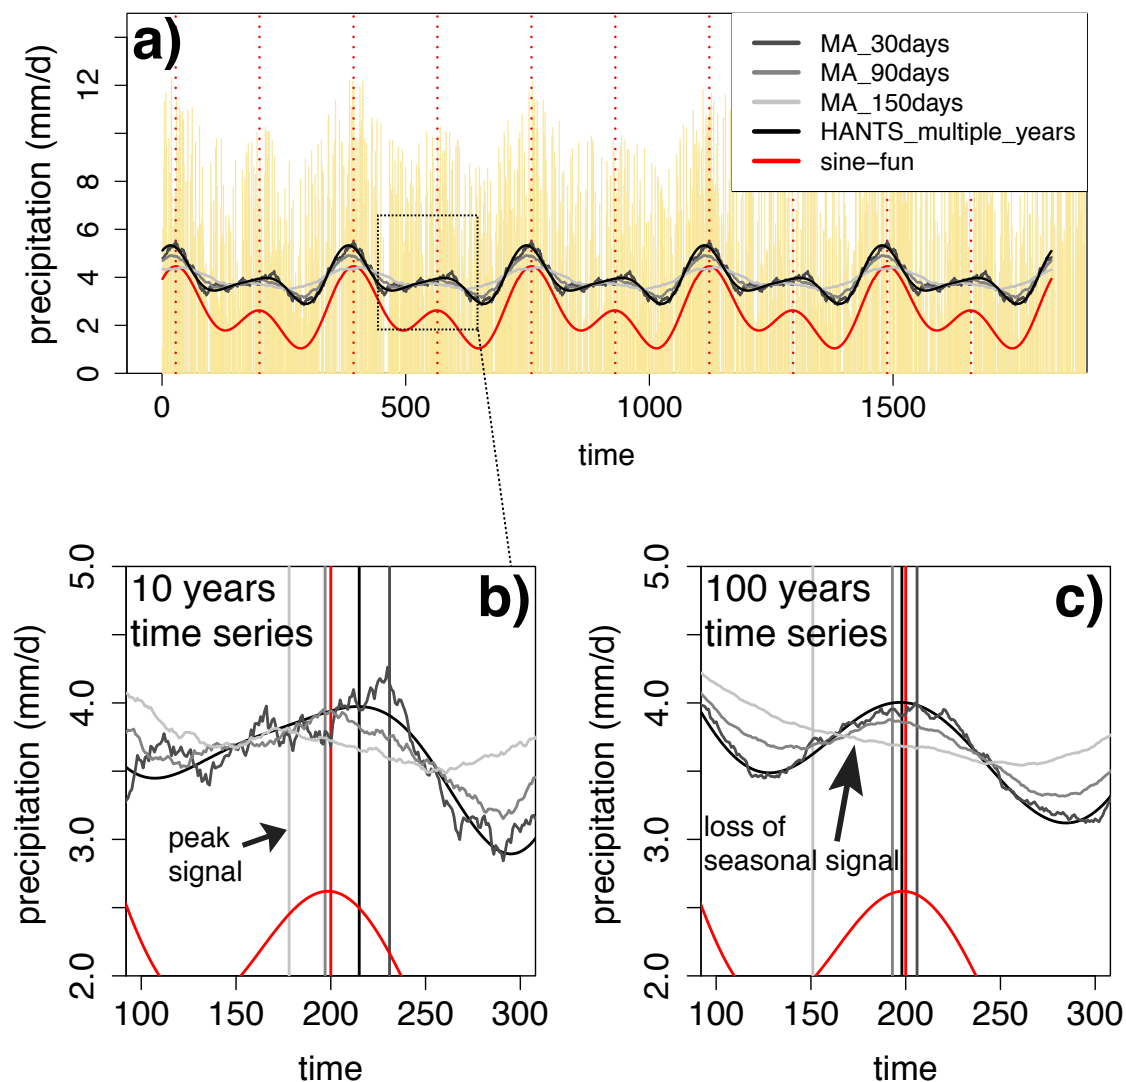 a)
precipitation (mm/d)
0
2
4
6
8
12
MA_30days
MA_90days
MA_150days
HANTS_multiple_years
sine−fun
0
500
1000
1500
time
10 years
time series
b)
precipitation (mm/d)
2.0
3.0
4.0
5.0
peak
signal
100
150
200
250
300
time
100 years
time series
c)
precipitation (mm/d)
2.0
3.0
4.0
5.0
loss of
seasonal signal
100
150
200
250
300
time